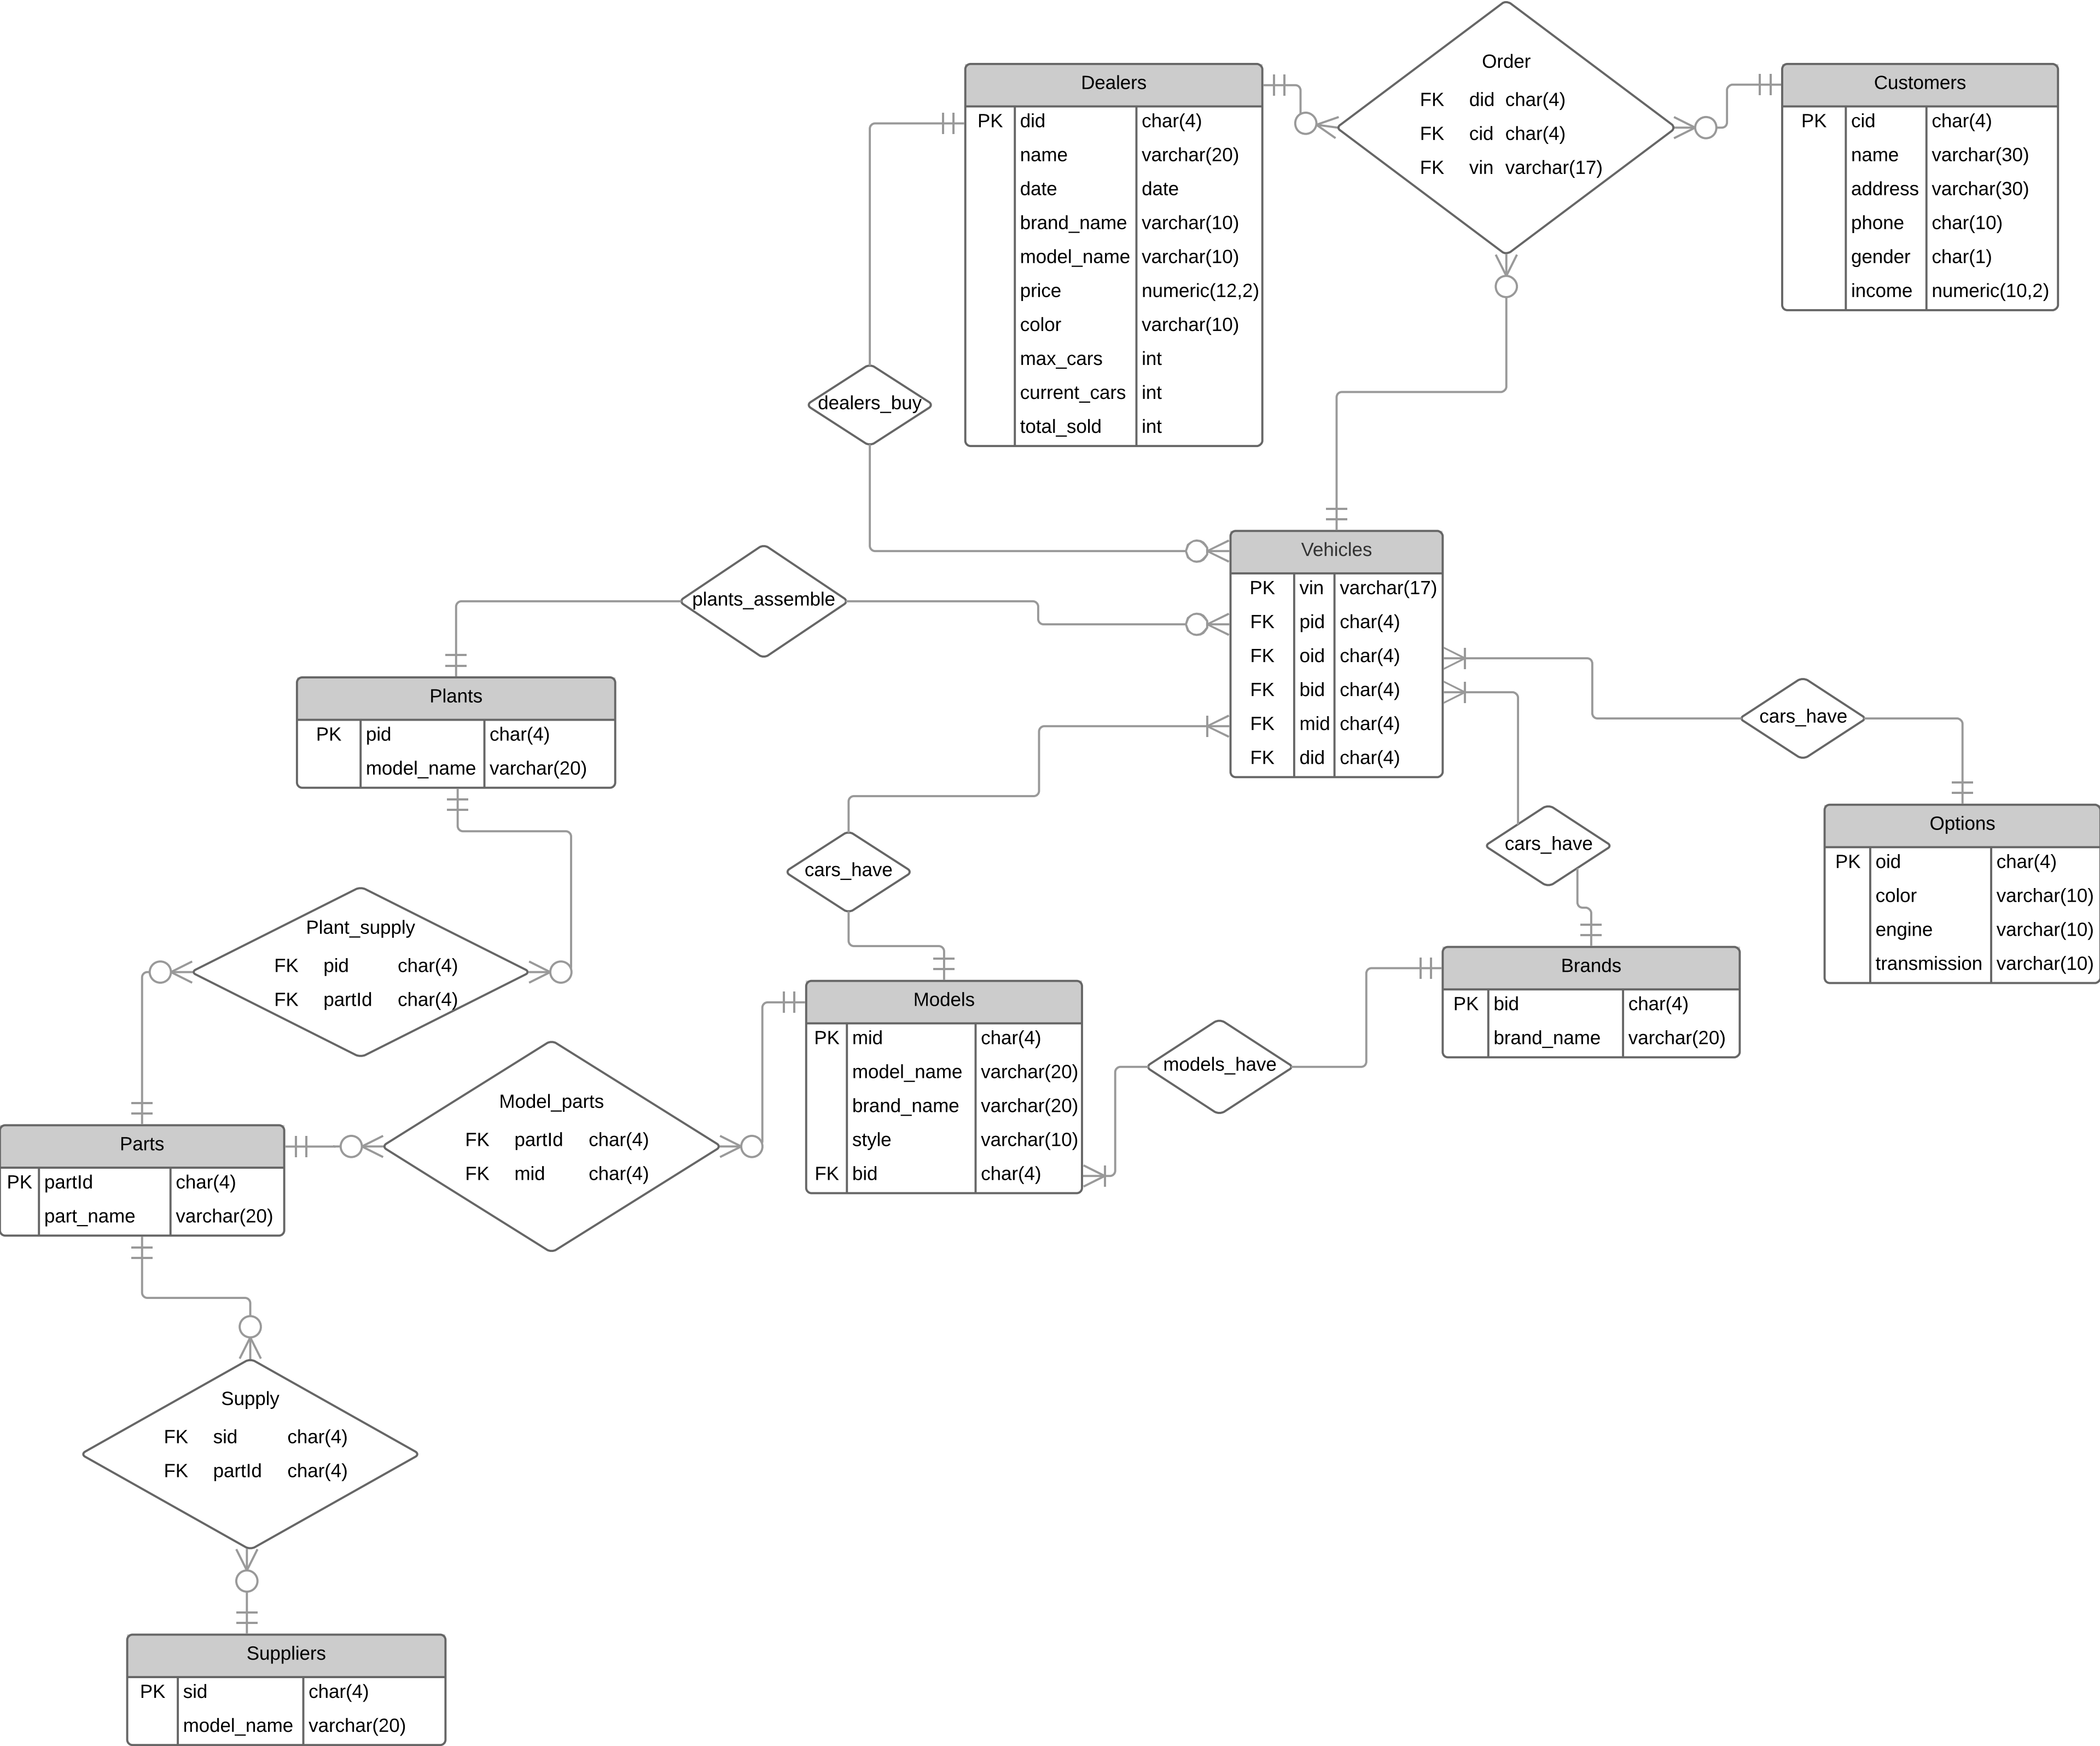 Order
FK did char(4)
FK cid char(4)
FK vin varchar(17)
Dealers
PK did char(4)
name varchar(20)
date date
brand_name varchar(10)
model_name varchar(10)
price numeric(12,2)
color varchar(10)
max_cars int
current_cars int
total_sold int
Customers
PK cid char(4)
name varchar(30)
address varchar(30)
phone char(10)
gender char(1)
income numeric(10,2)
dealers_buy
Vehicles
PK vin varchar(17)
FK pid char(4)
FK oid char(4)
FK bid char(4)
FK mid char(4)
FK did char(4)
plants_assemble
Plants
PK pid char(4)
model_name varchar(20)
cars_have
Options
PK oid char(4)
color varchar(10)
engine varchar(10)
transmission varchar(10)
cars_have
cars_have
Plant_supply
FK pid char(4)
FK partId char(4)
Brands
PK bid char(4)
brand_name varchar(20)
Models
PK mid char(4)
model_name varchar(20)
brand_name varchar(20)
style varchar(10)
FK bid char(4)
models_have
Model_parts
FK partId char(4)
FK mid char(4)
Parts
PK partId char(4)
part_name varchar(20)
Supply
FK sid char(4)
FK partId char(4)
Suppliers
PK sid char(4)
model_name varchar(20)